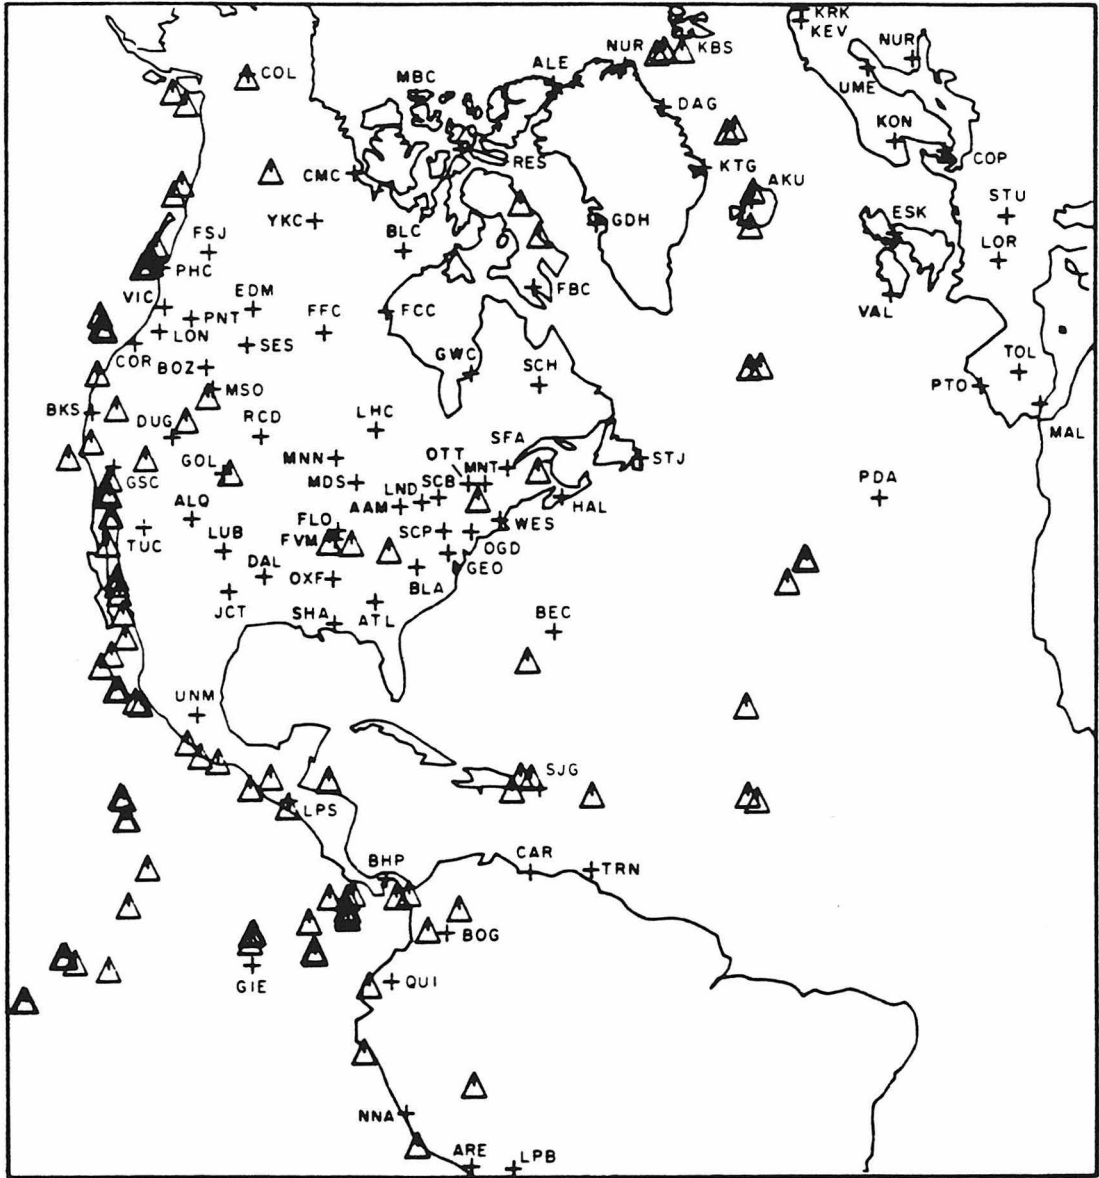 KRK
KEV
NUR
NUR
KBS
ALE
COL
MBC
UME
DAG
KON
COP
RES
KTG
CMC
AKU
STU
YKC
GDH
ESK
FSJ
BLC
LOR
PHC
FBC
VIC
EDM
VAL
PNT
FFC
FCC
LON
SES
COR
BOZ
GWC
SCH
TOL
MSO
PTO
BKS
LHC
DUG
RCD
MAL
SFA
OTT
GOL
MNN
MNT
STJ
PDA
GSC
MDS
SCB
LND
HAL
ALQ
AAM
FLO
WES
TUC
LUB
FVM
SCP
OGD
DAL
OXF
GEO
BLA
JCT
SHA
ATL
BEC
UNM
SJG
LPS
BHP
CAR
TRN
BOG
GIE
QUI
NNA
ARE
LPB